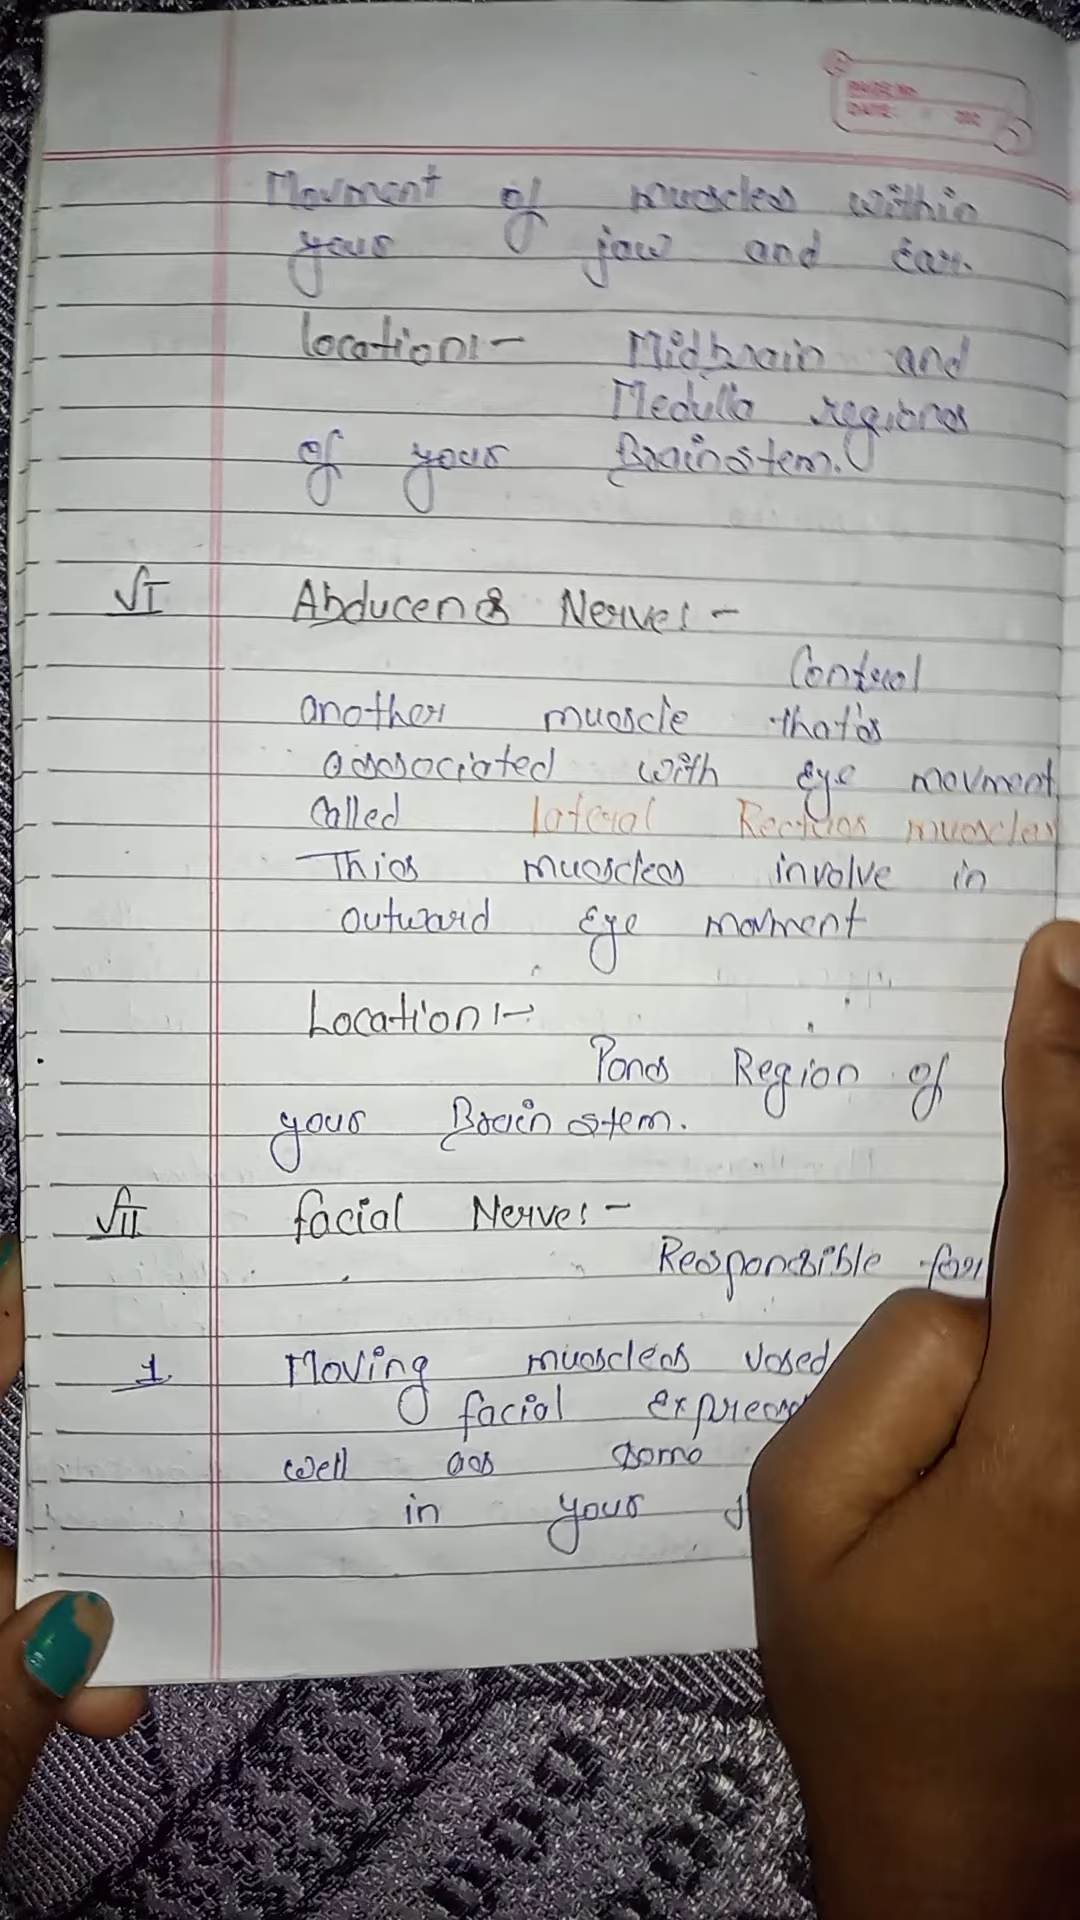 PAGE No.
DATE:
Movment of muscles within
your jaw and ear.
location:- Midbrain and
Medulla regions
of your Brainstem.
VI Abducens Nerve:-
Control
another muscle that's
associated with Eye movment
Called lateral Rectus muscles
This muscles involve in
outward Eye movment
Location:-
Pons Region of
your Brain stem.
VII facial Nerve:-
Responsible for
1 Moving muscles used
facial
well as some
in your